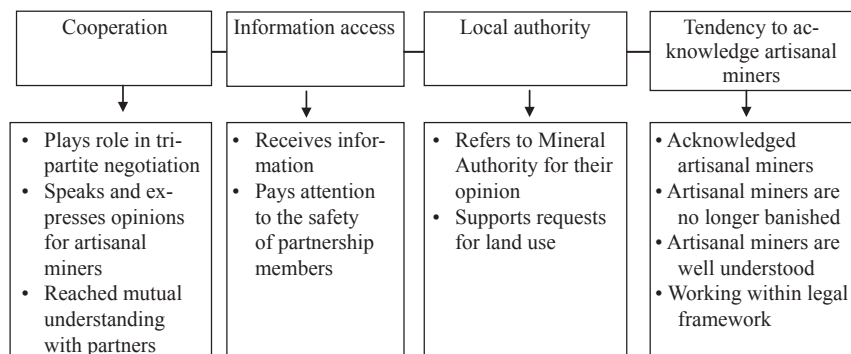 Cooperation
Information access
Local authority
Tendency to ac-
knowledge artisanal
miners
• Plays role in tri-
partite negotiation
• Speaks and ex-
presses opinions
for artisanal
miners
• Reached mutual
understanding
with partners
• Receives infor-
mation
• Pays attention
to the safety
of partnership
members
• Refers to Mineral
Authority for their
opinion
• Supports requests
for land use
• Acknowledged
artisanal miners
• Artisanal miners are
no longer banished
• Artisanal miners are
well understood
• Working within legal
framework